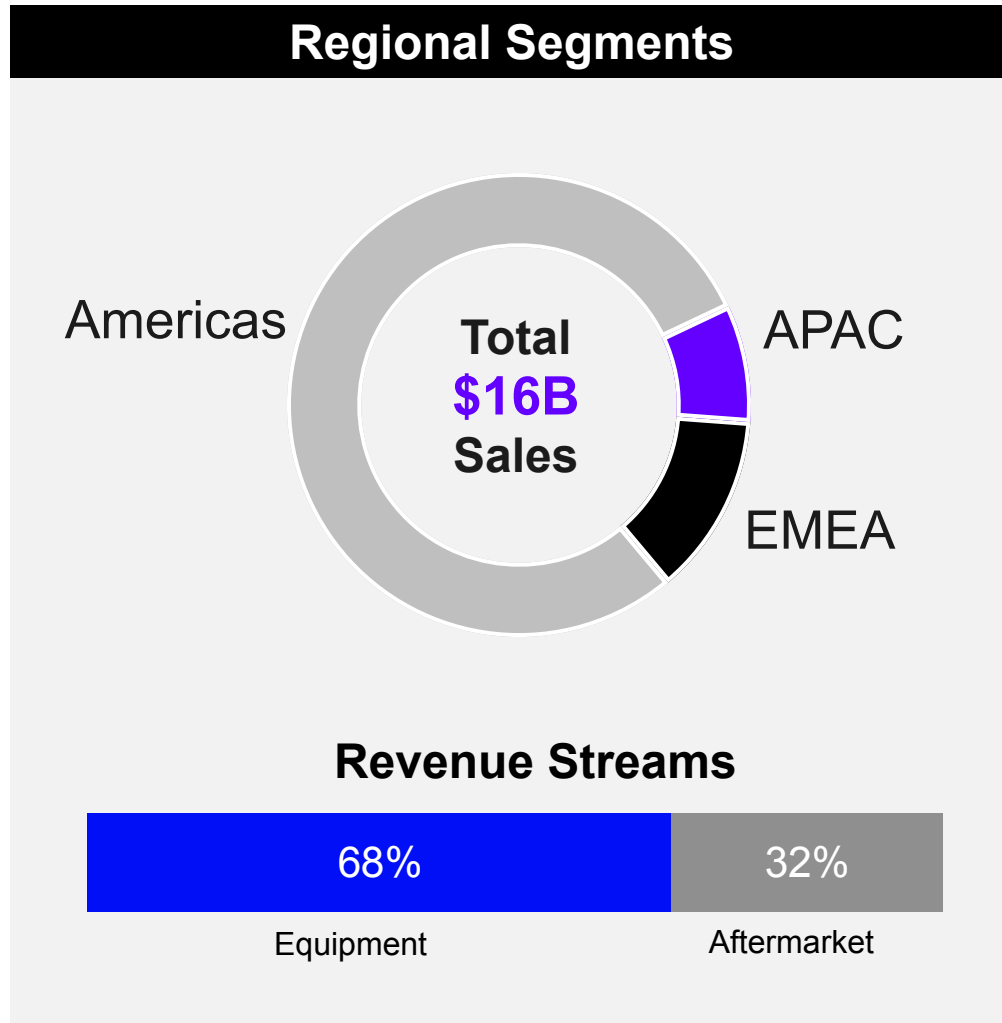 Regional Segments
Americas
APAC
Total
$16B
Sales
EMEA
Revenue Streams
68%
32%
Equipment
Aftermarket